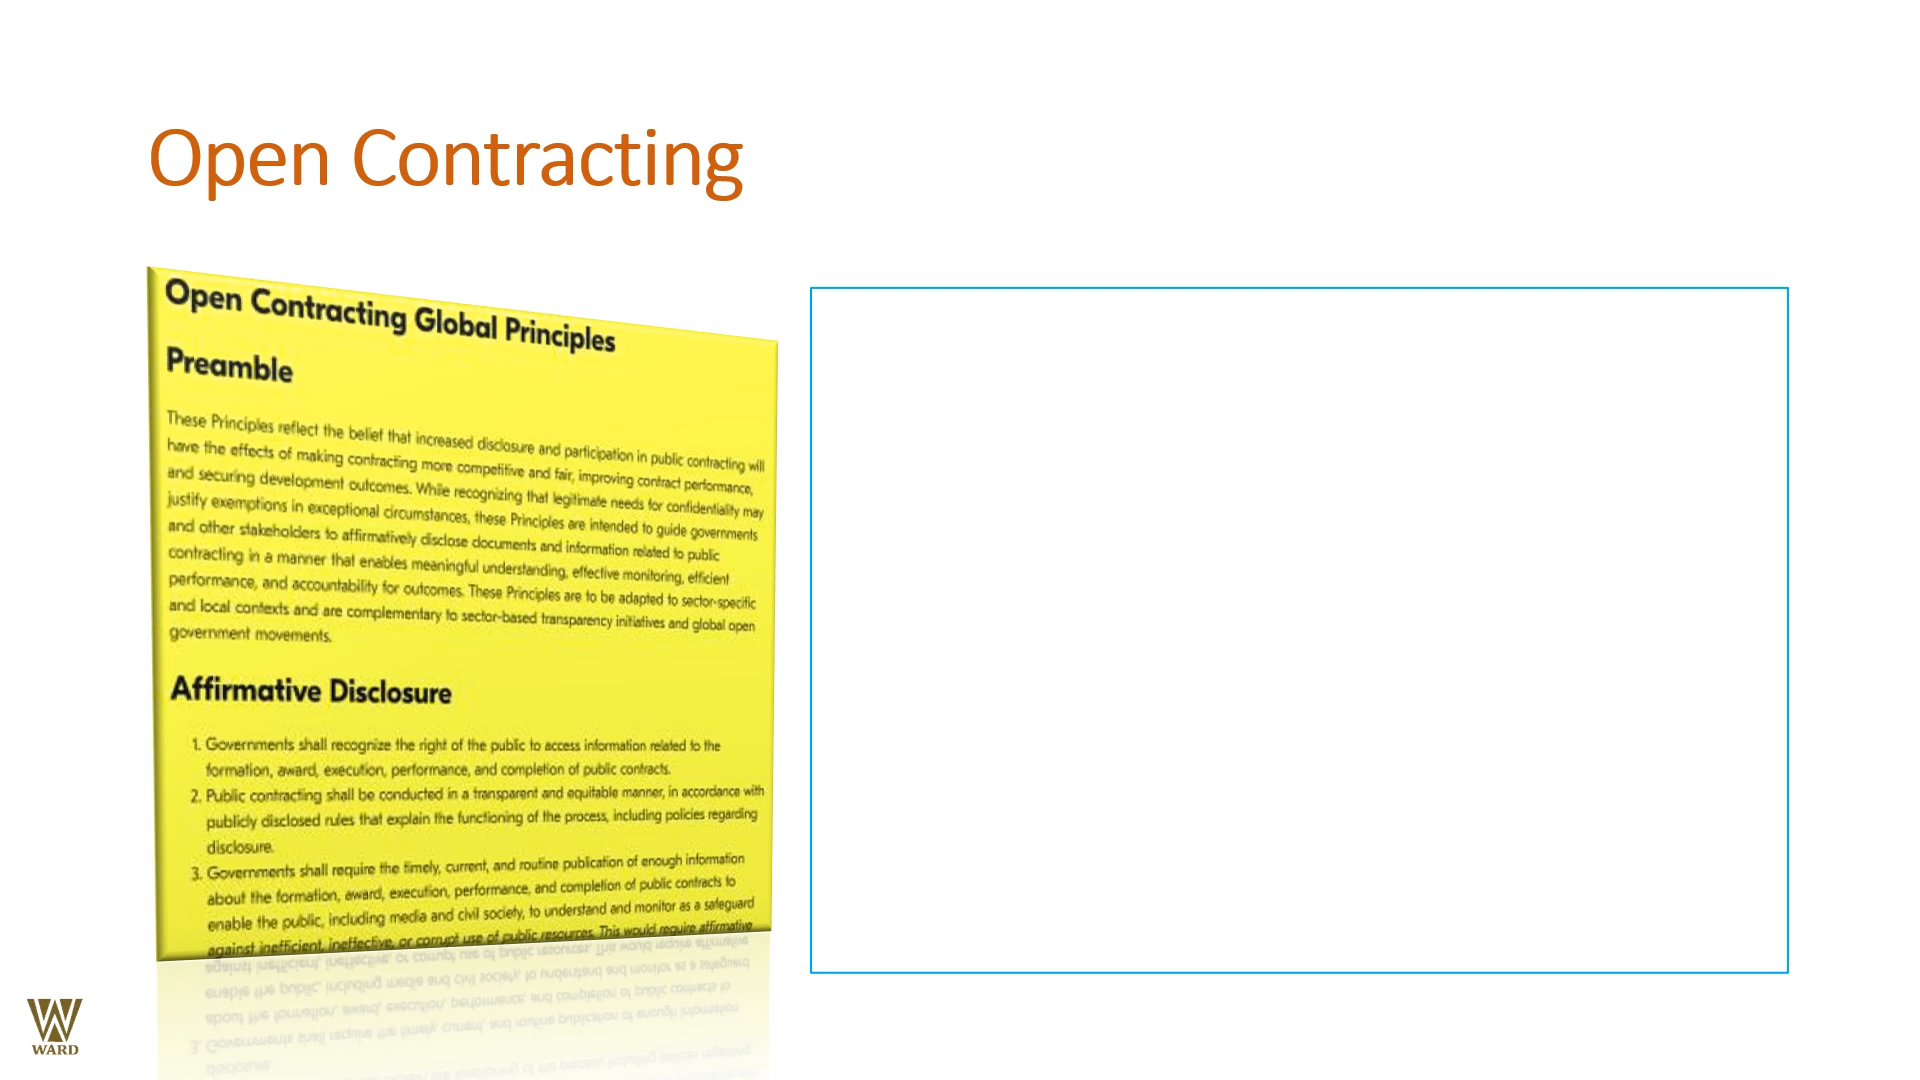 Open Contracting
Open Contracting Global Principles
Preamble
These Principles reflect the belief that increased disclosure and participation in public contracting will
have the effects of making contracting more competitive and fair, improving contract performance,
and securing development outcomes. While recognizing that legitimate needs for confidentiality may
justify exemptions in exceptional circumstances, these Principles are intended to guide governments
and other stakeholders to affirmatively disclose documents and information related to public
contracting in a manner that enables meaningful understanding, effective monitoring, efficient
performance, and accountability for outcomes. These Principles are to be adapted to sector-specific
and local contexts and are complementary to sector-based transparency initiatives and global open
government movements.
Affirmative Disclosure
1. Governments shall recognize the right of the public to access information related to the
formation, award, execution, performance, and completion of public contracts.
2. Public contracting shall be conducted in a transparent and equitable manner, in accordance with
publicly disclosed rules that explain the functioning of the process, including policies regarding
disclosure.
3. Governments shall require the timely, current, and routine publication of enough information
about the formation, award, execution, performance, and completion of public contracts to
enable the public, including media and civil society, to understand and monitor as a safeguard
against inefficient, ineffective, or corrupt use of public resources. This would require affirmative
WARD